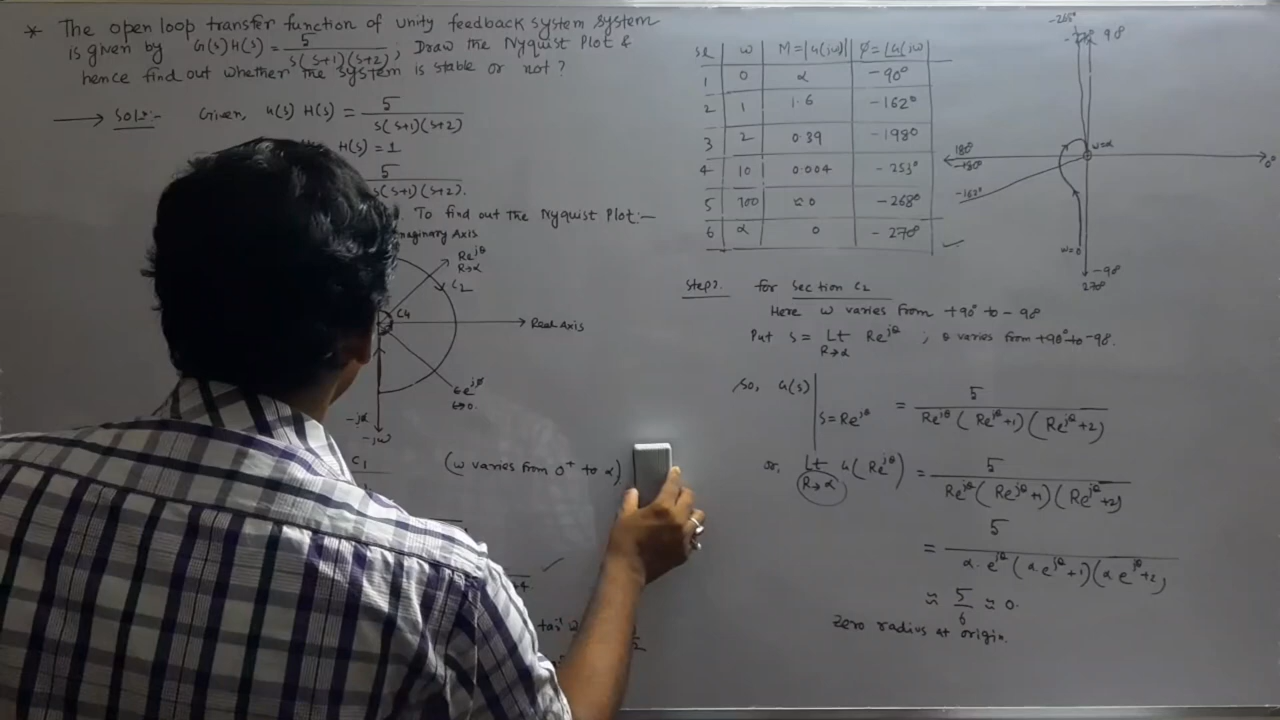 * The open loop transfer function of unity feedback system system
is given by G(s)H(s) = 5 / s(s+1)(s+2) ; Draw the Nyquist Plot &
hence find out whether the system is stable or not ?
→ Soln:- Given, G(s) H(s) = 5 / s(s+1)(s+2)
H(s) = 1
5 / s(s+1)(s+2).
. To find out the Nyquist Plot:-
maginary Axis
Re^jθ
R→α
C2
C4
Real Axis
εe^jφ
ε→0.
-jα
-jω
C1
(ω varies from 0+ to α)
+4
tan^-1
/2
Sl | ω | M=|G(jω)| | φ=∠G(jω)
1 | 0 | α | -90°
2 | 1 | 1.6 | -162°
3 | 2 | 0.39 | -198°
4 | 10 | 0.004 | -253°
5 | 100 | ≈0 | -268°
6 | α | 0 | -270°
-268°
90
ω=α
180°
-180°
0°
-162°
ω=0
-90
270°
Step2. for section C2
Here ω varies from +90° to -90
Put s = Lt R→α Re^jθ ; θ varies from +90° to -90.
So, G(s) | s=Re^jθ = 5 / Re^jθ (Re^jθ+1)(Re^jθ+2)
or, Lt R→α G(Re^jθ) = 5 / Re^jθ (Re^jθ+1)(Re^jθ+2)
= 5 / α.e^jθ (α e^jθ+1)(α e^jθ+2)
≈ 5/6 ≈ 0.
Zero radius at origin.